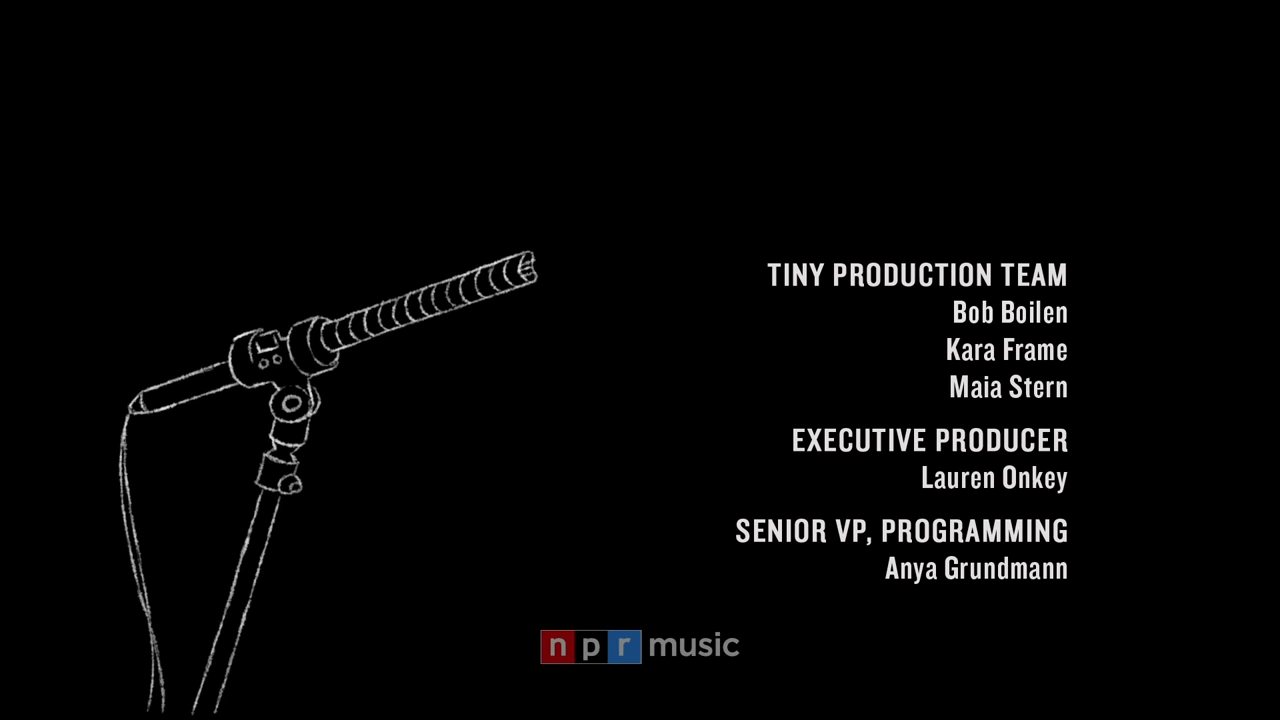 TINY PRODUCTION TEAM
Bob Boilen
Kara Frame
Maia Stern
EXECUTIVE PRODUCER
Lauren Onkey
SENIOR VP, PROGRAMMING
Anya Grundmann
npr music